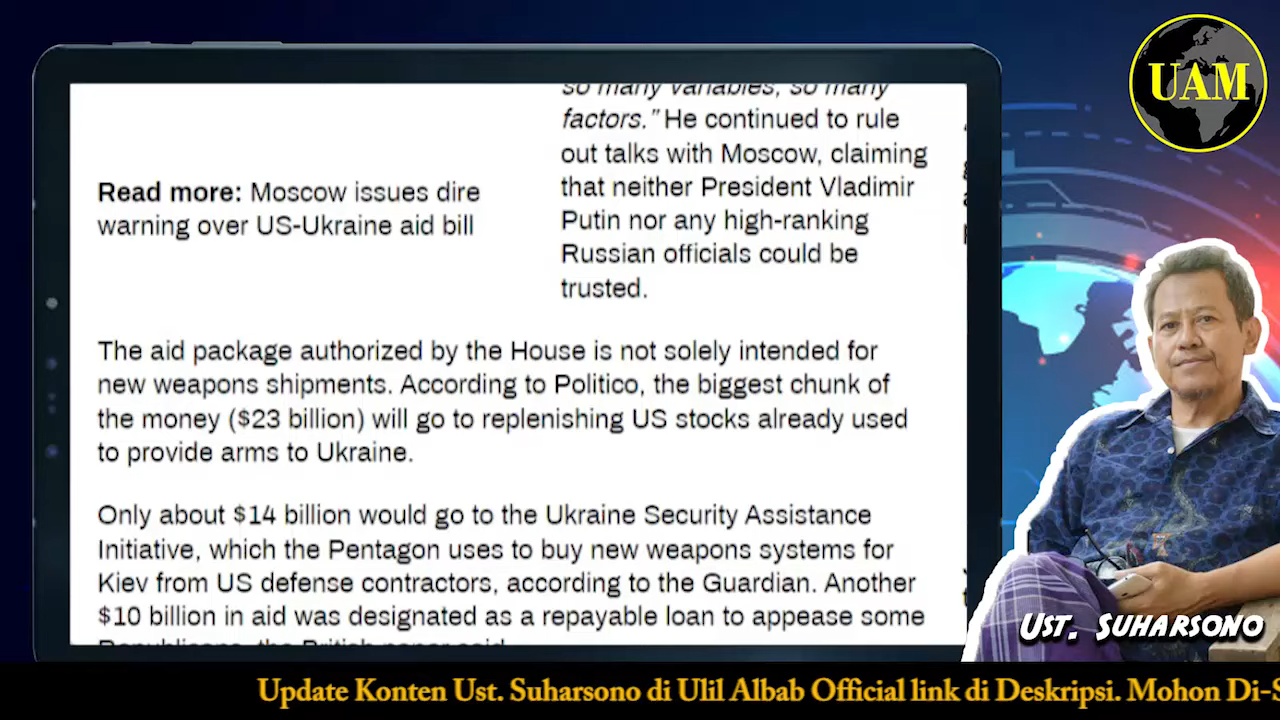 UAM
Read more: Moscow issues dire
warning over US-Ukraine aid bill
so many variables, so many
factors." He continued to rule
out talks with Moscow, claiming
that neither President Vladimir
Putin nor any high-ranking
Russian officials could be
trusted.
The aid package authorized by the House is not solely intended for
new weapons shipments. According to Politico, the biggest chunk of
the money ($23 billion) will go to replenishing US stocks already used
to provide arms to Ukraine.
Only about $14 billion would go to the Ukraine Security Assistance
Initiative, which the Pentagon uses to buy new weapons systems for
Kiev from US defense contractors, according to the Guardian. Another
$10 billion in aid was designated as a repayable loan to appease some
Republicans, the British paper said.
UST. SUHARSONO
Update Konten Ust. Suharsono di Ulil Albab Official link di Deskripsi. Mohon Di-S